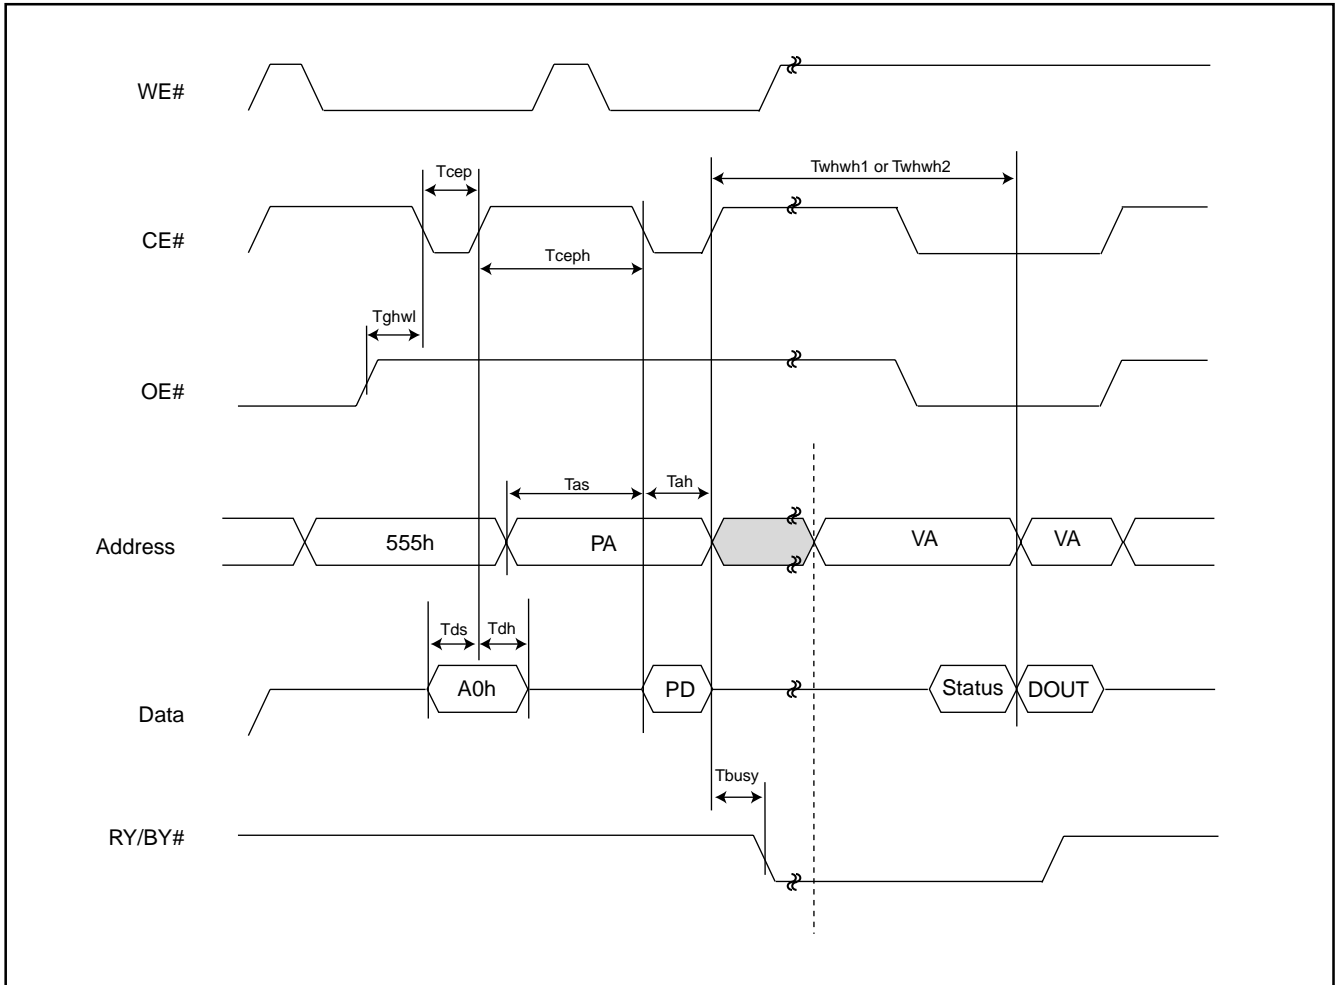 WE#
Twhwh1 or Twhwh2
Tcep
CE#
Tceph
Tghwl
OE#
Tas
Tah
Address
555h
PA
VA
VA
Tds
Tdh
Data
A0h
PD
Status
DOUT
Tbusy
RY/BY#